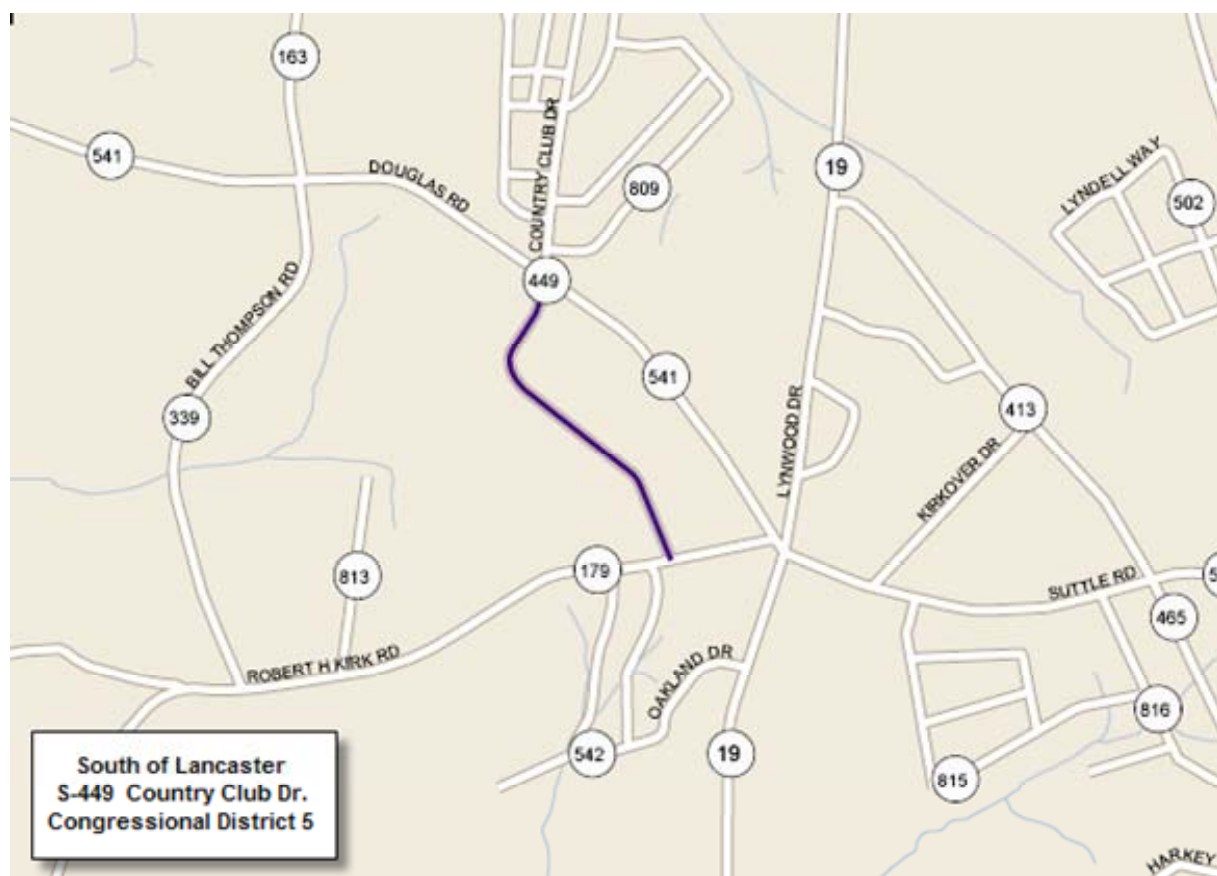 163
541
DOUGLAS RD
COUNTRY CLUB DR
809
19
LYNDELL WAY
502
449
BILL THOMPSON RD
339
541
LYNWOOD DR
413
KIRKOVER DR
813
179
SUTTLE RD
465
ROBERT H KIRK RD
OAKLAND DR
542
19
816
815
HARKEY
South of Lancaster
S-449 Country Club Dr.
Congressional District 5